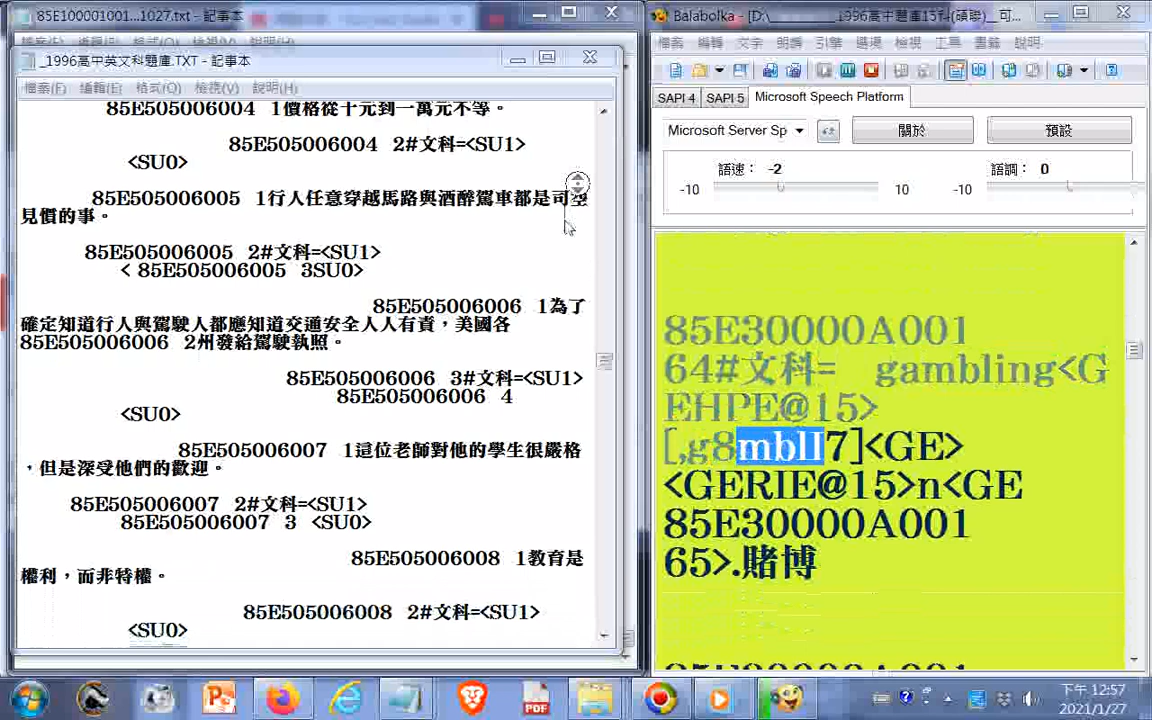 85E100001001...1027.txt - 記事本
_1996高中英文科題庫.TXT - 記事本
檔案(F) 編輯(E) 格式(O) 檢視(V) 說明(H)
85E505006004 1價格從十元到一萬元不等。
85E505006004 2#文科=<SU1>
<SU0>
85E505006005 1行人任意穿越馬路與酒醉駕車都是司空
見慣的事。
85E505006005 2#文科=<SU1>
< 85E505006005 3SU0>
85E505006006 1為了
確定知道行人與駕駛人都應知道交通安全人人有責，美國各
85E505006006 2州發給駕駛執照。
85E505006006 3#文科=<SU1>
85E505006006 4
<SU0>
85E505006007 1這位老師對他的學生很嚴格
，但是深受他們的歡迎。
85E505006007 2#文科=<SU1>
85E505006007 3 <SU0>
85E505006008 1教育是
權利，而非特權。
85E505006008 2#文科=<SU1>
<SU0>
Balabolka - [D:\______1996高中題庫15科(碩聯)__可...
檔案 編輯 文字 朗讀 引擎 選項 檢視 工具 書籤 說明
SAPI 4 SAPI 5 Microsoft Speech Platform
Microsoft Server Sp 關於 預設
語速： -2 語調： 0
-10 10 -10
85E30000A001
64#文科= gambling<G
EHPE@15>
[,g8mblI7]<GE>
<GERIE@15>n<GE
85E30000A001
65>.賭博
PDF
下午 12:57
2021/1/27